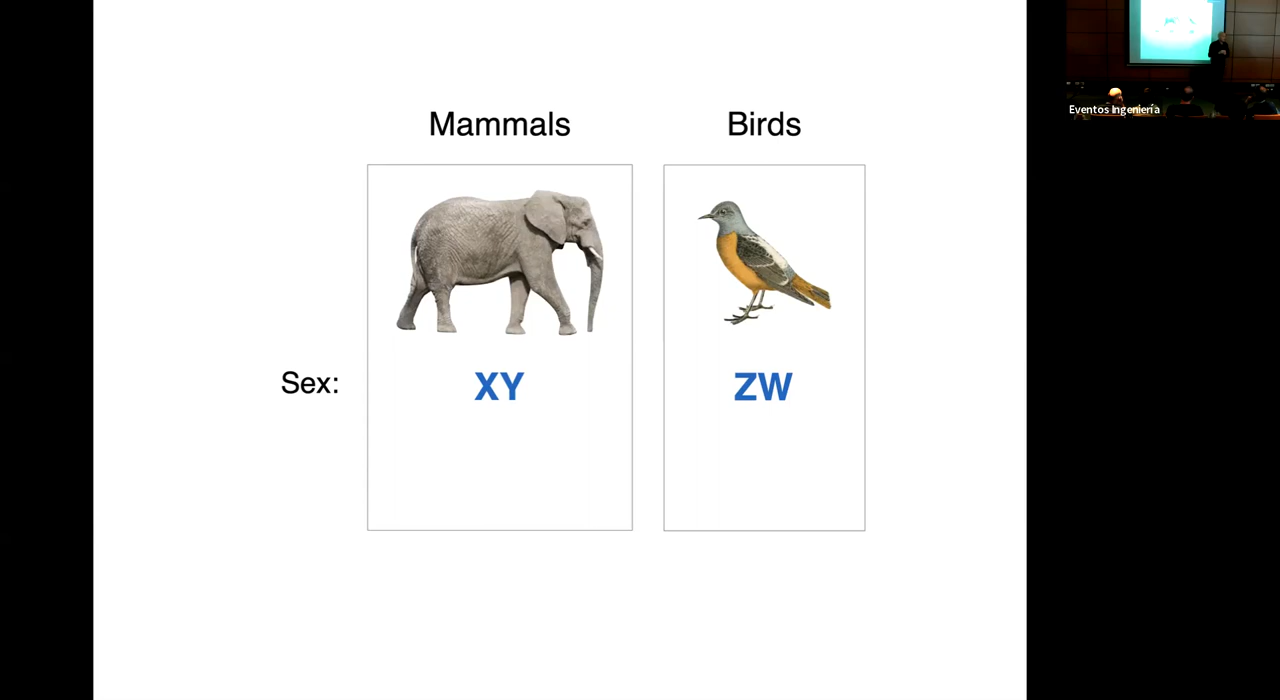 Mammals
Birds
Sex:
XY
ZW
Eventos Ingeniería